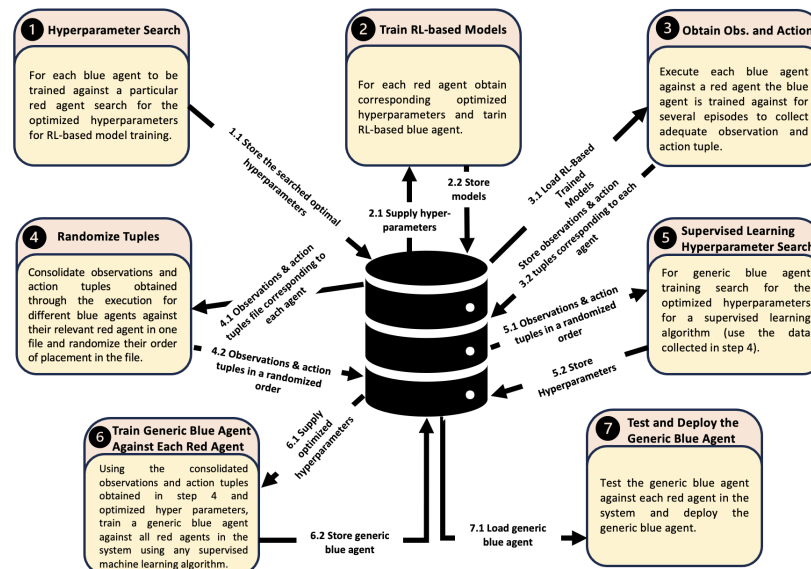 1 Hyperparameter Search
For each blue agent to be
trained against a particular
red agent search for the
optimized hyperparameters
for RL-based model training.
2 Train RL-based Models
For each red agent obtain
corresponding optimized
hyperparameters and tarin
RL-based blue agent.
3 Obtain Obs. and Action
Execute each blue agent
against a red agent the blue
agent is trained against for
several episodes to collect
adequate observation and
action tuple.
1.1 Store the searched optimal
hyperparameters
2.1 Supply hyper-
parameters
2.2 Store
models
3.1 Load RL-Based
Trained
Models
Store observations & action
3.2 tuples corresponding to each
agent
4 Randomize Tuples
Consolidate observations and
action tuples obtained
through the execution for
different blue agents against
their relevant red agent in one
file and randomize their order
of placement in the file.
4.1 Observations & action
tuples file corresponding to
each agent
4.2 Observations & action
tuples in a randomized
order
5 Supervised Learning
Hyperparameter Search
For generic blue agent
training search for the
optimized hyperparameters
for a supervised learning
algorithm (use the data
collected in step 4).
5.1 Observations & action
tuples in a randomized
order
5.2 Store
Hyperparameters
6 Train Generic Blue Agent
Against Each Red Agent
Using the consolidated
observations and action tuples
obtained in step 4 and
optimized hyper parameters,
train a generic blue agent
against all red agents in the
system using any supervised
machine learning algorithm.
6.1 Supply
optimized
hyperparameters
6.2 Store generic
blue agent
7.1 Load generic
blue agent
7 Test and Deploy the
Generic Blue Agent
Test the generic blue agent
against each red agent in the
system and deploy the
generic blue agent.